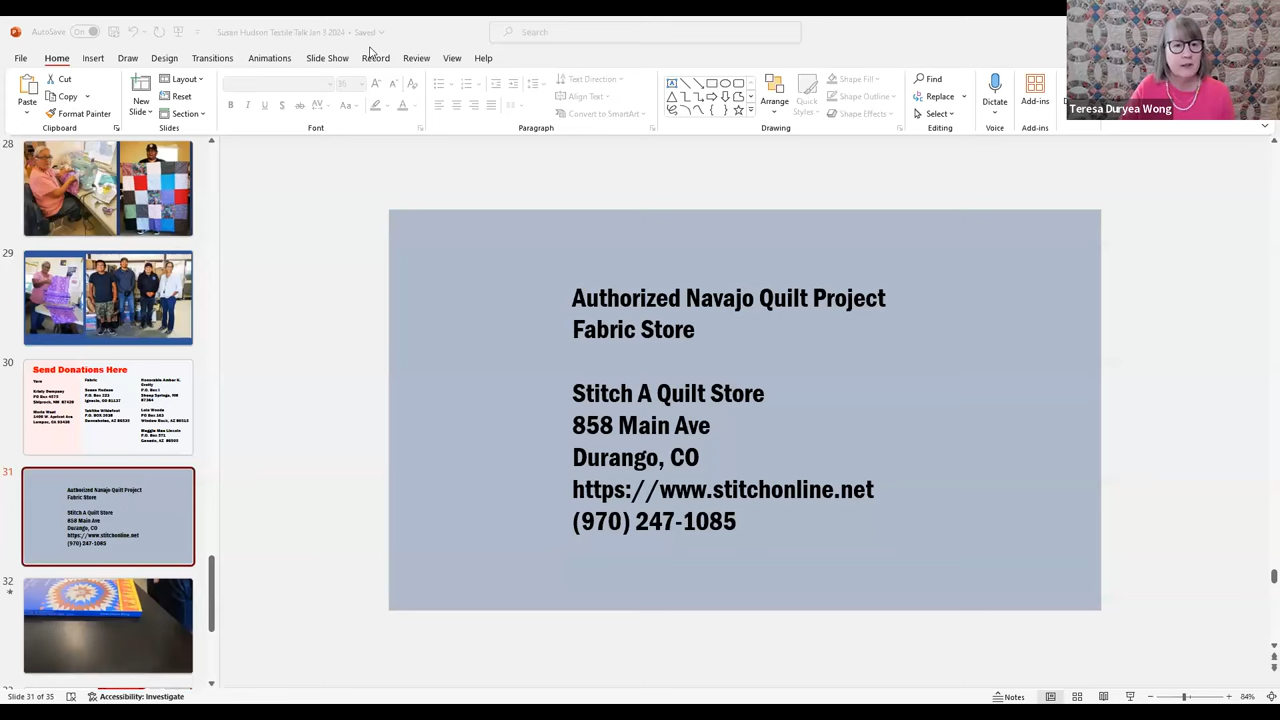 AutoSave
On
Susan Hudson Textile Talk Jan 3 2024 • Saved
Search
File
Home
Insert
Draw
Design
Transitions
Animations
Slide Show
Record
Review
View
Help
Teresa Duryea Wong
Paste
Cut
Copy
Format Painter
Clipboard
New
Slide
Layout
Reset
Section
Slides
Font
Text Direction
Align Text
Convert to SmartArt
Paragraph
Arrange
Quick
Styles
Shape Fill
Shape Outline
Shape Effects
Drawing
Find
Replace
Select
Editing
Dictate
Voice
Add-ins
Add-ins
28
29
30
Send Donations Here
Yarn
Fabric
31
Authorized Navajo Quilt Project
Fabric Store
Stitch A Quilt Store
858 Main Ave
Durango, CO
https://www.stitchonline.net
(970) 247-1085
32
Authorized Navajo Quilt Project
Fabric Store
Stitch A Quilt Store
858 Main Ave
Durango, CO
https://www.stitchonline.net
(970) 247-1085
Slide 31 of 35
Accessibility: Investigate
Notes
84%